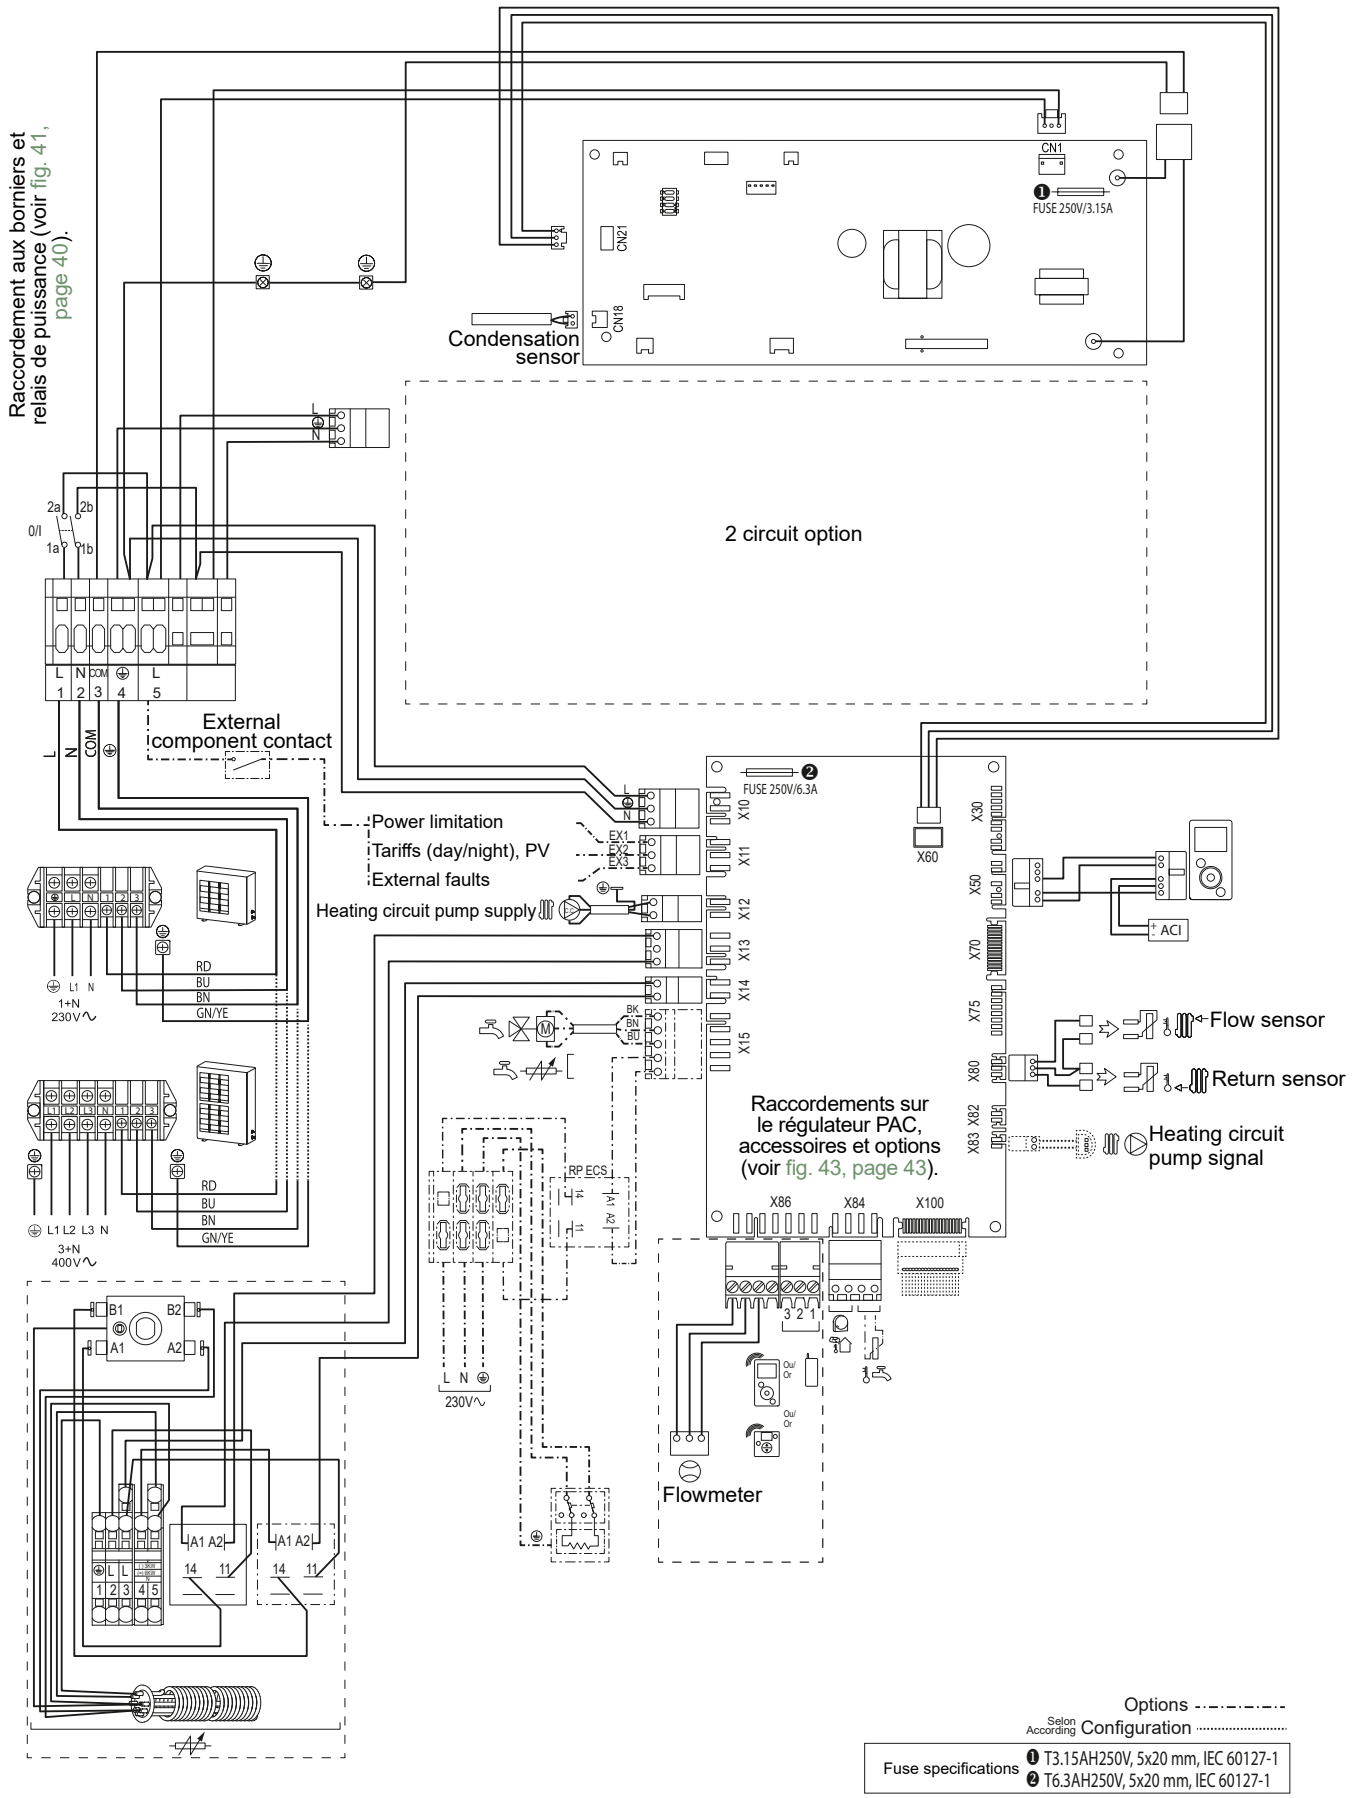 Raccordement aux borniers et
relais de puissance (voir fig. 41,
page 40).
CN1
❶
FUSE 250V/3.15A
CN21
CN18
Condensation
sensor
L
N
2 circuit option
2a
2b
0/I
1a
1b
L N COM L
1 2 3 4 5
External
component contact
L
N
COM
❷
FUSE 250V/6.3A
L
N
X10
X30
Power limitation
Tariffs (day/night), PV
External faults
EX1
EX2
EX3
X11
X60
X50
Heating circuit pump supply
X12
+
-
ACI
X13
X70
X14
X75
BK
BN
BU
M
X15
L N 1 2 3
RD
BU
BN
GN/YE
L1 N
1+N
230V
Flow sensor
Return sensor
X80
X82
X83
Heating circuit
pump signal
Raccordements sur
le régulateur PAC,
accessoires et options
(voir fig. 43, page 43).
L1 L2 L3 N 1 2 3
RD
BU
BN
GN/YE
L1 L2 L3 N
3+N
400V
RP ECS
14
A1
11
A2
X86
X84
X100
3 2 1
L N
230V
Ou/
Or
Ou/
Or
Flowmeter
B1
B2
A1
A2
A1 A2
14 11
A1 A2
14 11
L L
N
1 2 3 4 5
Options
Selon
According Configuration
Fuse specifications
❶ T3.15AH250V, 5x20 mm, IEC 60127-1
❷ T6.3AH250V, 5x20 mm, IEC 60127-1